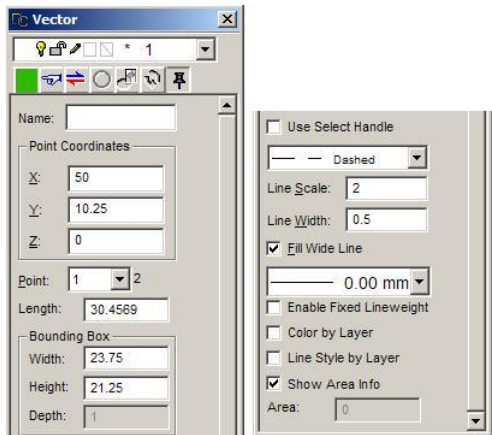 Vector
* 1
Name:
Point Coordinates
X: 50
Y: 10.25
Z: 0
Point: 1 2
Length: 30.4569
Bounding Box
Width: 23.75
Height: 21.25
Depth: 1
Use Select Handle
Dashed
Line Scale: 2
Line Width: 0.5
Fill Wide Line
0.00 mm
Enable Fixed Lineweight
Color by Layer
Line Style by Layer
Show Area Info
Area: 0